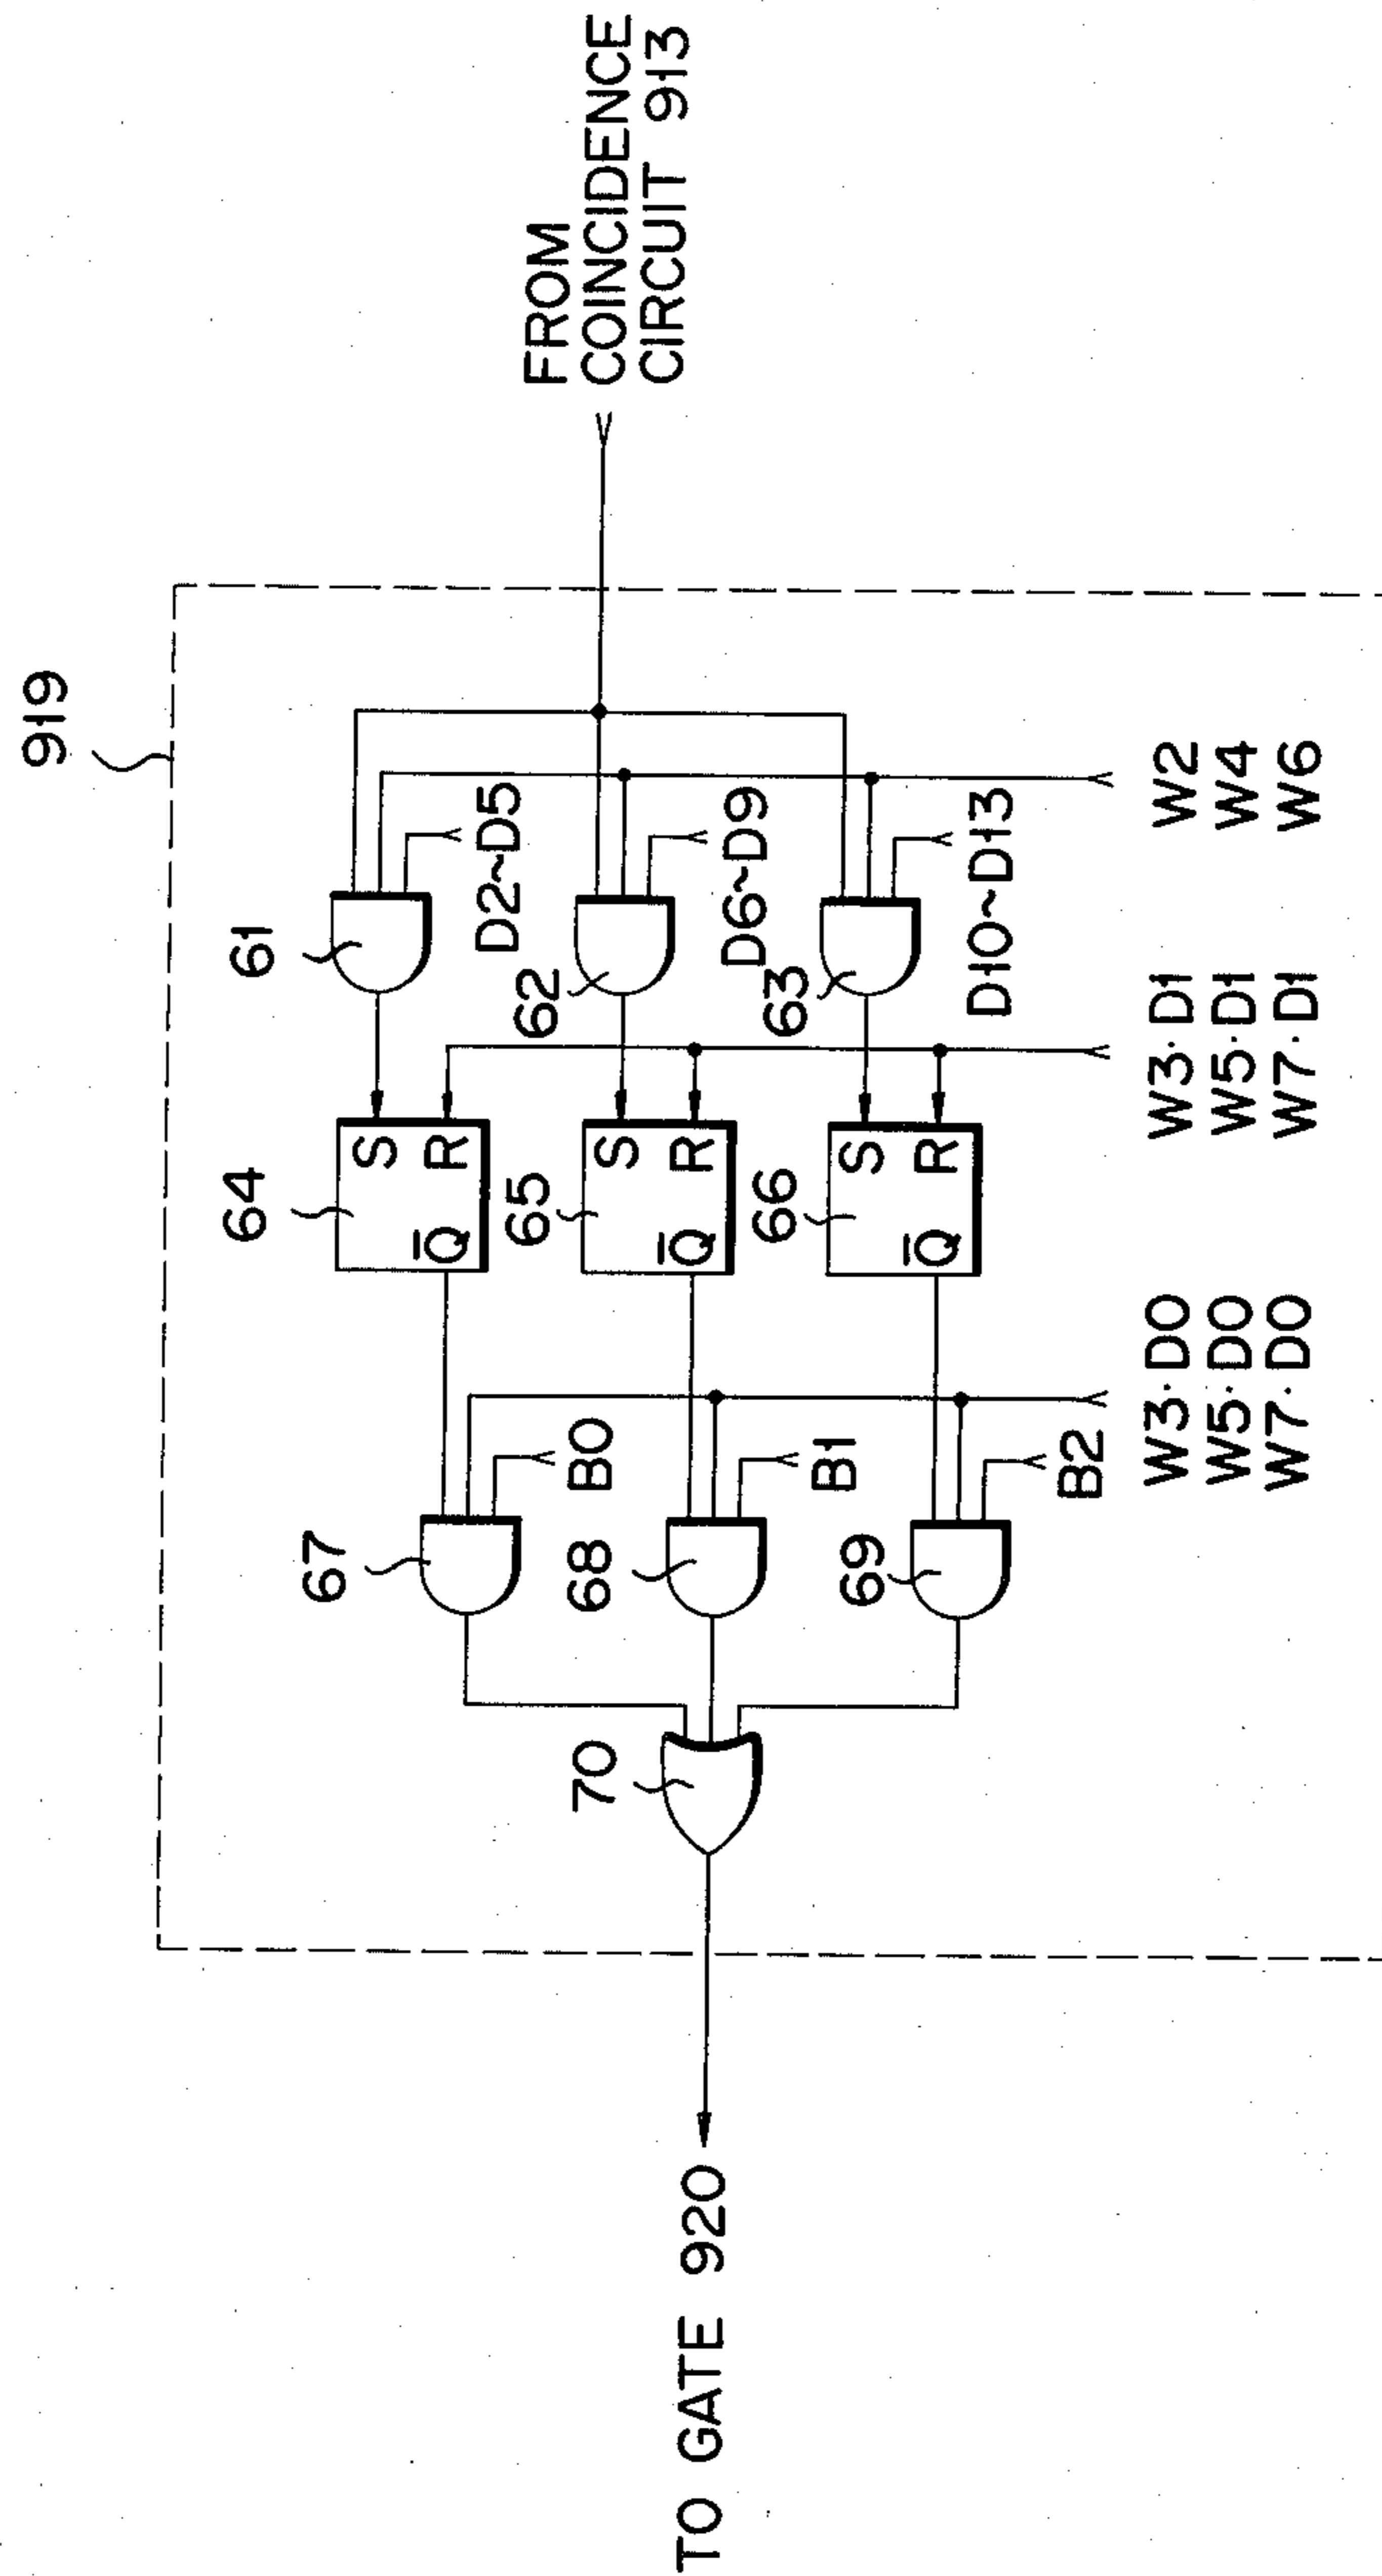 919
FROM
COINCIDENCE
CIRCUIT 913
61
D2~D5
62
D6~D9
63
D10~D13
W2
W4
W6
64
S
R
Q̅
65
S
R
Q̅
66
S
R
Q̅
W3·D1
W5·D1
W7·D1
67
B0
68
B1
69
B2
W3·D0
W5·D0
W7·D0
70
TO GATE 920